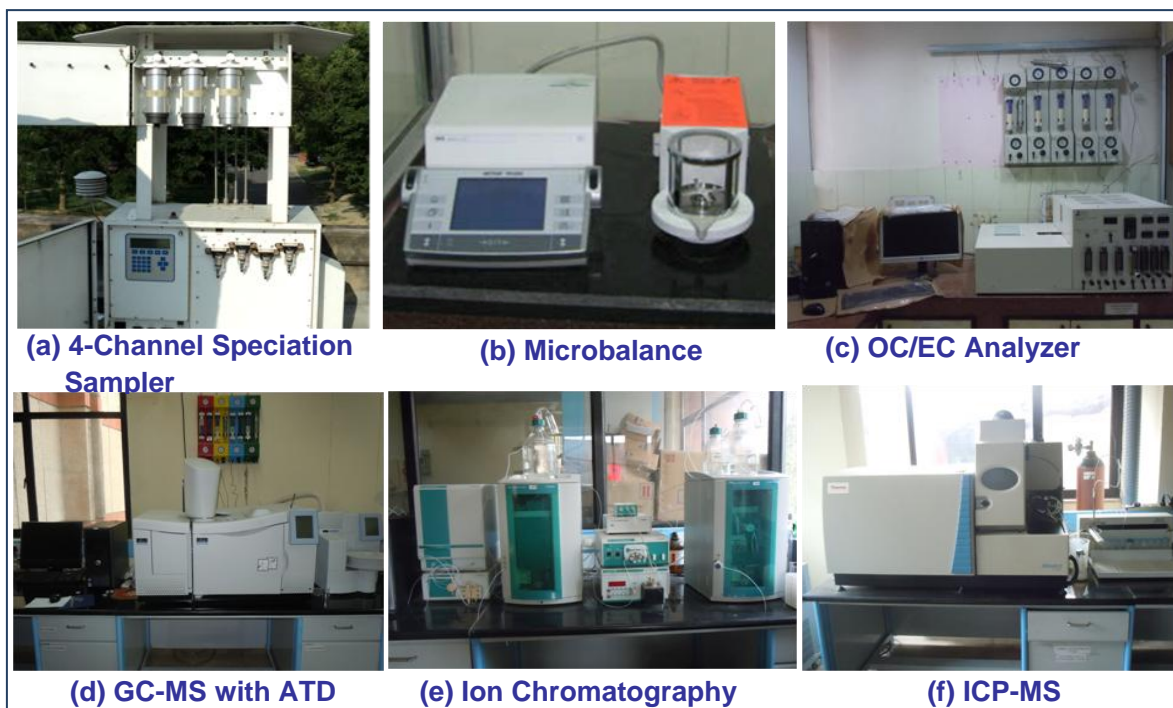 (a) 4-Channel Speciation
Sampler
(b) Microbalance
(c) OC/EC Analyzer
(d) GC-MS with ATD
(e) Ion Chromatography
(f) ICP-MS